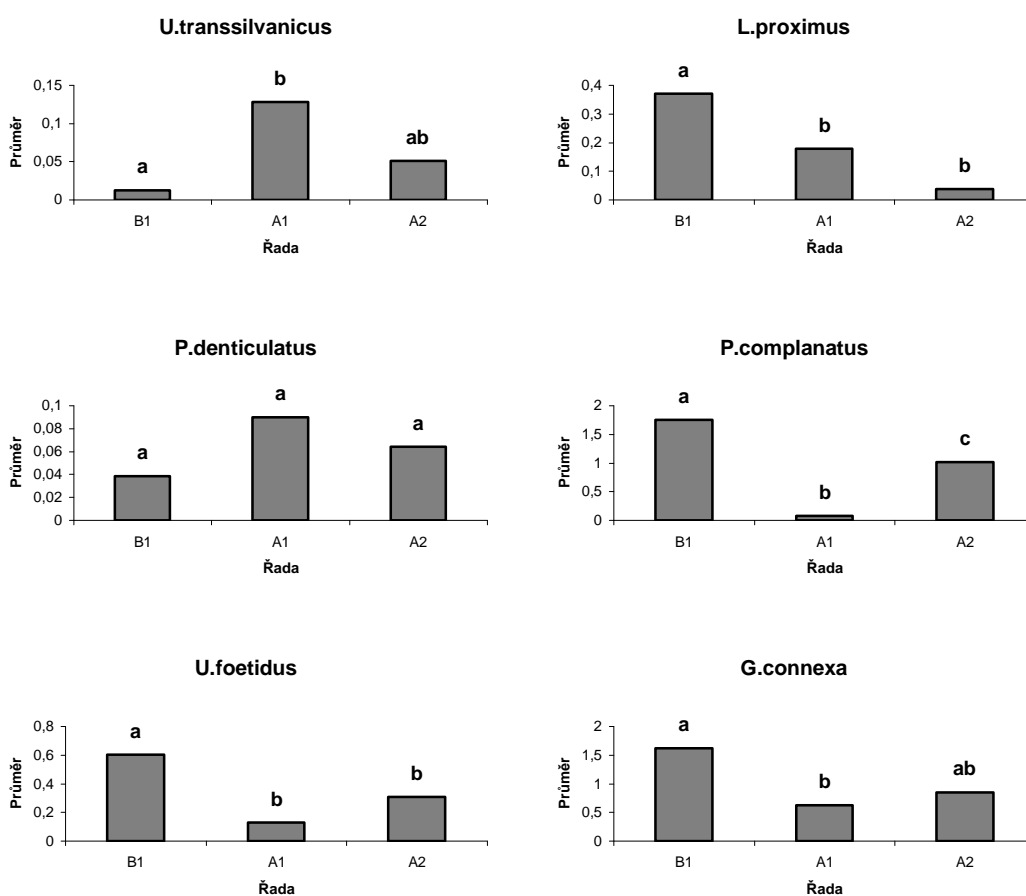 U.transsilvanicus
b
ab
a
0,15
0,1
0,05
0
Průměr
B1 A1 A2
Řada
L.proximus
a
b
b
0,4
0,3
0,2
0,1
0
Průměr
B1 A1 A2
Řada
P.denticulatus
a
a
a
0,1
0,08
0,06
0,04
0,02
0
Průměr
B1 A1 A2
Řada
P.complanatus
a
c
b
2
1,5
1
0,5
0
Průměr
B1 A1 A2
Řada
U.foetidus
a
b
b
0,8
0,6
0,4
0,2
0
Průměr
B1 A1 A2
Řada
G.connexa
a
ab
b
2
1,5
1
0,5
0
Průměr
B1 A1 A2
Řada